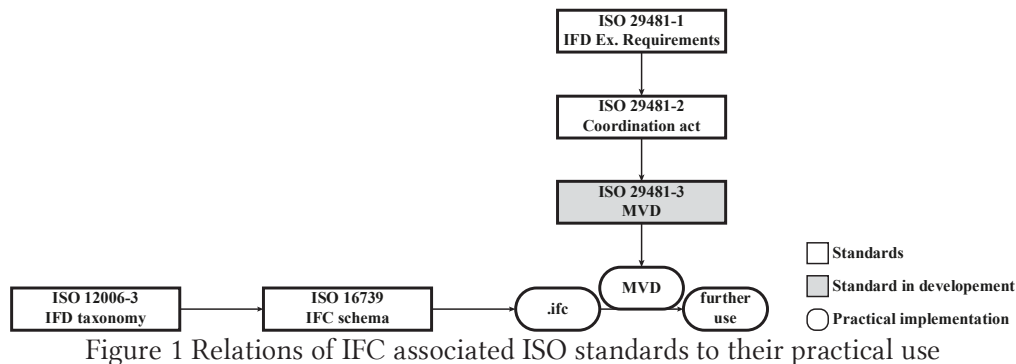 ISO 29481-1
IFD Ex. Requirements
ISO 29481-2
Coordination act
ISO 29481-3
MVD
ISO 12006-3
IFD taxonomy
ISO 16739
IFC schema
.ifc
MVD
further
use
Standards
Standard in developement
Practical implementation
Figure 1 Relations of IFC associated ISO standards to their practical use